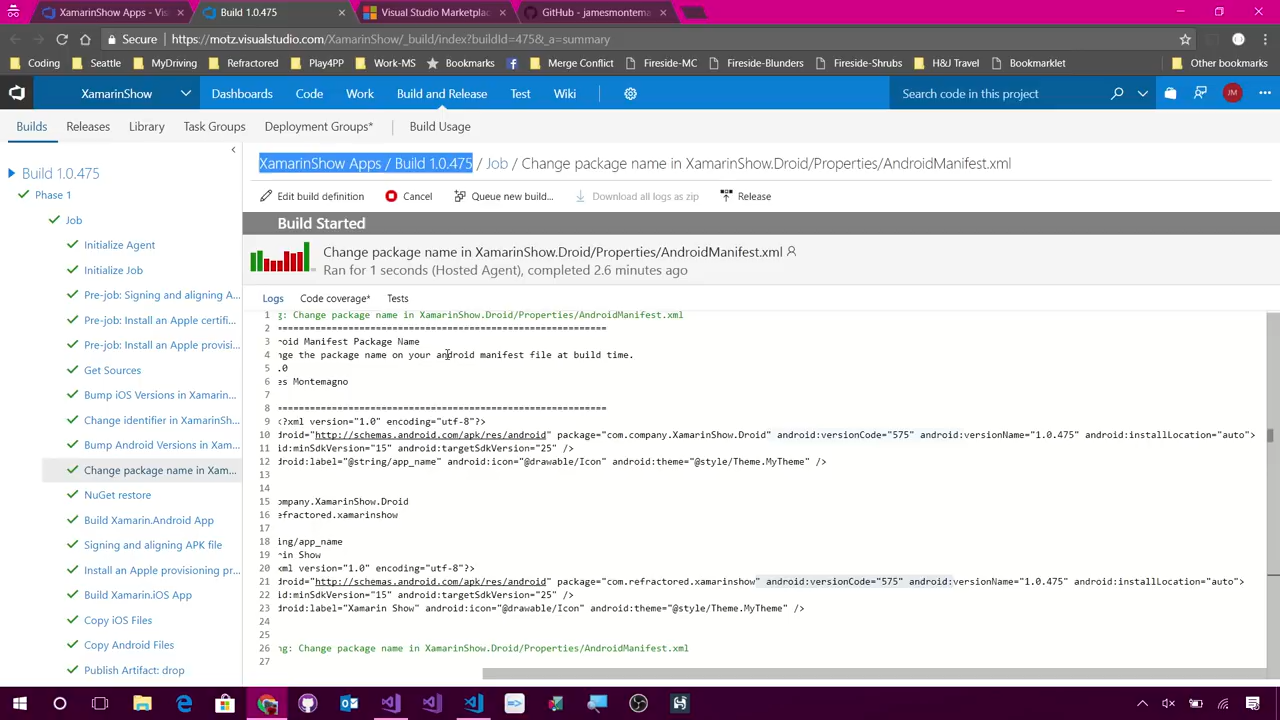 XamarinShow Apps - Vis
Build 1.0.475
Visual Studio Marketplac
GitHub - jamesmontema
Secure
https://motz.visualstudio.com/XamarinShow/_build/index?buildId=475&_a=summary
Coding
Seattle
MyDriving
Refractored
Play4PP
Work-MS
Bookmarks
Merge Conflict
Fireside-MC
Fireside-Blunders
Fireside-Shrubs
H&J Travel
Bookmarklet
Other bookmarks
XamarinShow
Dashboards
Code
Work
Build and Release
Test
Wiki
Search code in this project
JM
Builds
Releases
Library
Task Groups
Deployment Groups*
Build Usage
Build 1.0.475
Phase 1
Job
Initialize Agent
Initialize Job
Pre-job: Signing and aligning A...
Pre-job: Install an Apple certifi...
Pre-job: Install an Apple provisi...
Get Sources
Bump iOS Versions in Xamarin...
Change identifier in XamarinSh...
Bump Android Versions in Xam...
Change package name in Xam...
NuGet restore
Build Xamarin.Android App
Signing and aligning APK file
Install an Apple provisioning pr...
Build Xamarin.iOS App
Copy iOS Files
Copy Android Files
Publish Artifact: drop
XamarinShow Apps / Build 1.0.475 / Job / Change package name in XamarinShow.Droid/Properties/AndroidManifest.xml
Edit build definition
Cancel
Queue new build...
Download all logs as zip
Release
Build Started
Change package name in XamarinShow.Droid/Properties/AndroidManifest.xml
Ran for 1 seconds (Hosted Agent), completed 2.6 minutes ago
Logs
Code coverage*
Tests
1 g: Change package name in XamarinShow.Droid/Properties/AndroidManifest.xml
2 ============================================================
3 roid Manifest Package Name
4 nge the package name on your android manifest file at build time.
5 .0
6 es Montemagno
7
8 ============================================================
9 <?xml version="1.0" encoding="utf-8"?>
10 droid="http://schemas.android.com/apk/res/android" package="com.company.XamarinShow.Droid" android:versionCode="575" android:versionName="1.0.475" android:installLocation="auto">
11 id:minSdkVersion="15" android:targetSdkVersion="25" />
12 droid:label="@string/app_name" android:icon="@drawable/Icon" android:theme="@style/Theme.MyTheme" />
13
14
15 ompany.XamarinShow.Droid
16 efractored.xamarinshow
17
18 ing/app_name
19 in Show
20 xml version="1.0" encoding="utf-8"?>
21 droid="http://schemas.android.com/apk/res/android" package="com.refractored.xamarinshow" android:versionCode="575" android:versionName="1.0.475" android:installLocation="auto">
22 id:minSdkVersion="15" android:targetSdkVersion="25" />
23 droid:label="Xamarin Show" android:icon="@drawable/Icon" android:theme="@style/Theme.MyTheme" />
24
25
26 ng: Change package name in XamarinShow.Droid/Properties/AndroidManifest.xml
27